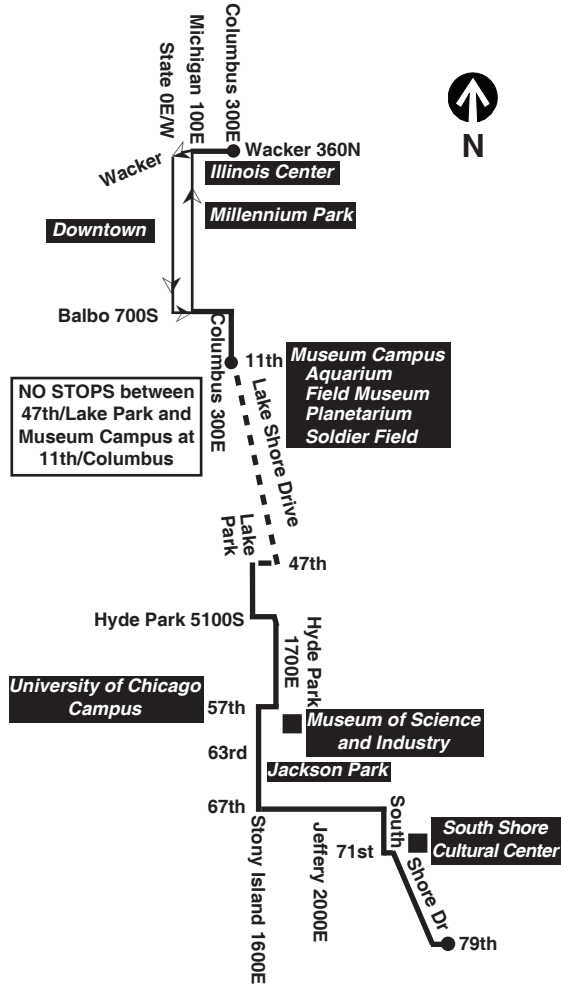 Columbus 300E
Michigan 100E
State 0E/W
N
Wacker 360N
Wacker
Illinois Center
Millennium Park
Downtown
Balbo 700S
Columbus 300E
11th
Museum Campus
Aquarium
Field Museum
Planetarium
Soldier Field
NO STOPS between
47th/Lake Park and
Museum Campus at
11th/Columbus
Lake Shore Drive
Lake
Park
47th
Hyde Park 5100S
Hyde Park
1700E
University of Chicago
Campus
57th
Museum of Science
and Industry
63rd
Jackson Park
67th
Stony Island 1600E
Jeffery 2000E
South
Shore Dr
71st
South Shore
Cultural Center
79th